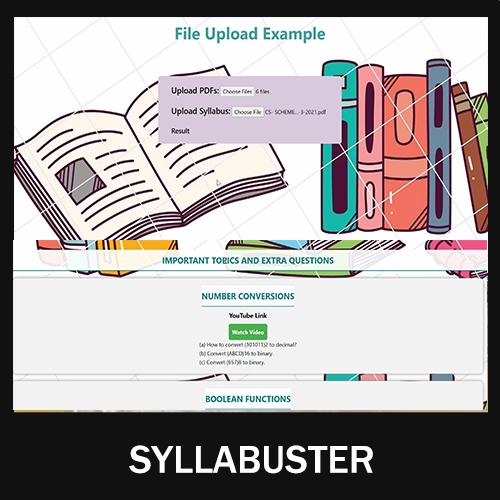 File Upload Example
Upload PDFs: Choose Files 6 files
Upload Syllabus: Choose File CS- SCHEME... -3-2021.pdf
Result
IMPORTANT TOPICS AND EXTRA QUESTIONS
NUMBER CONVERSIONS
YouTube Link
Watch Video
(a) How to convert (101011)2 to decimal?
(b) Convert (ABCD)16 to binary.
(c) Convert (657)8 to binary.
BOOLEAN FUNCTIONS
SYLLABUSTER